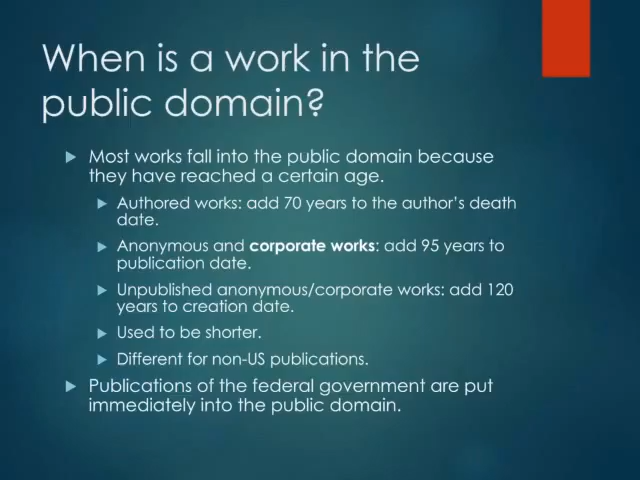 When is a work in the
public domain?
Most works fall into the public domain because
they have reached a certain age.
Authored works: add 70 years to the author's death
date.
Anonymous and corporate works: add 95 years to
publication date.
Unpublished anonymous/corporate works: add 120
years to creation date.
Used to be shorter.
Different for non-US publications.
Publications of the federal government are put
immediately into the public domain.